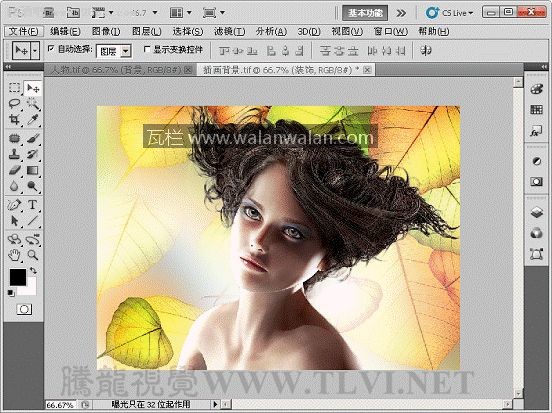 Ps Br Mb 66.7 基本功能 >> CS Live
文件(F) 编辑(E) 图像(I) 图层(L) 选择(S) 滤镜(T) 分析(A) 3D(D) 视图(V) 窗口(W) 帮助(H)
自动选择: 图层 显示变换控件
人物.tif @ 66.7% (背景, RGB/8#) 插画背景.tif @ 66.7% (装饰, RGB/8#) *
瓦栏 www.walanwalan.com
腾龍視覺 WWW.TLVI.NET
66.67% 曝光只在 32 位起作用